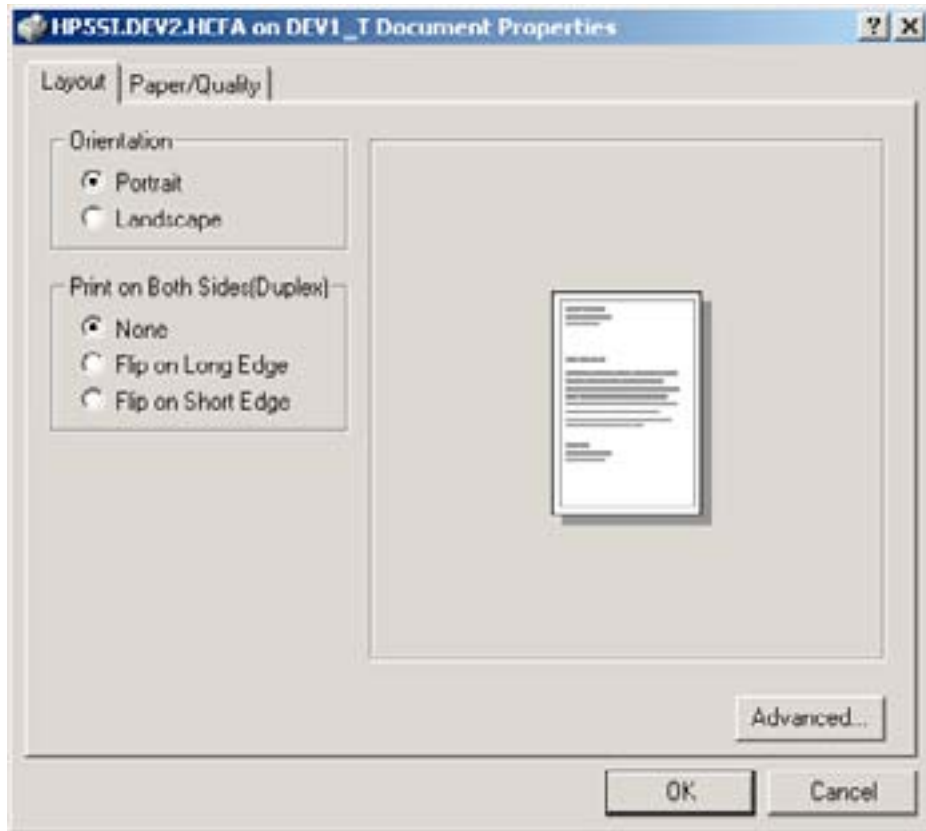 HP5SI.DEV2.HCFA on DEV1_T Document Properties
Layout
Paper/Quality
Orientation
Portrait
Landscape
Print on Both Sides(Duplex)
None
Flip on Long Edge
Flip on Short Edge
Advanced...
OK
Cancel